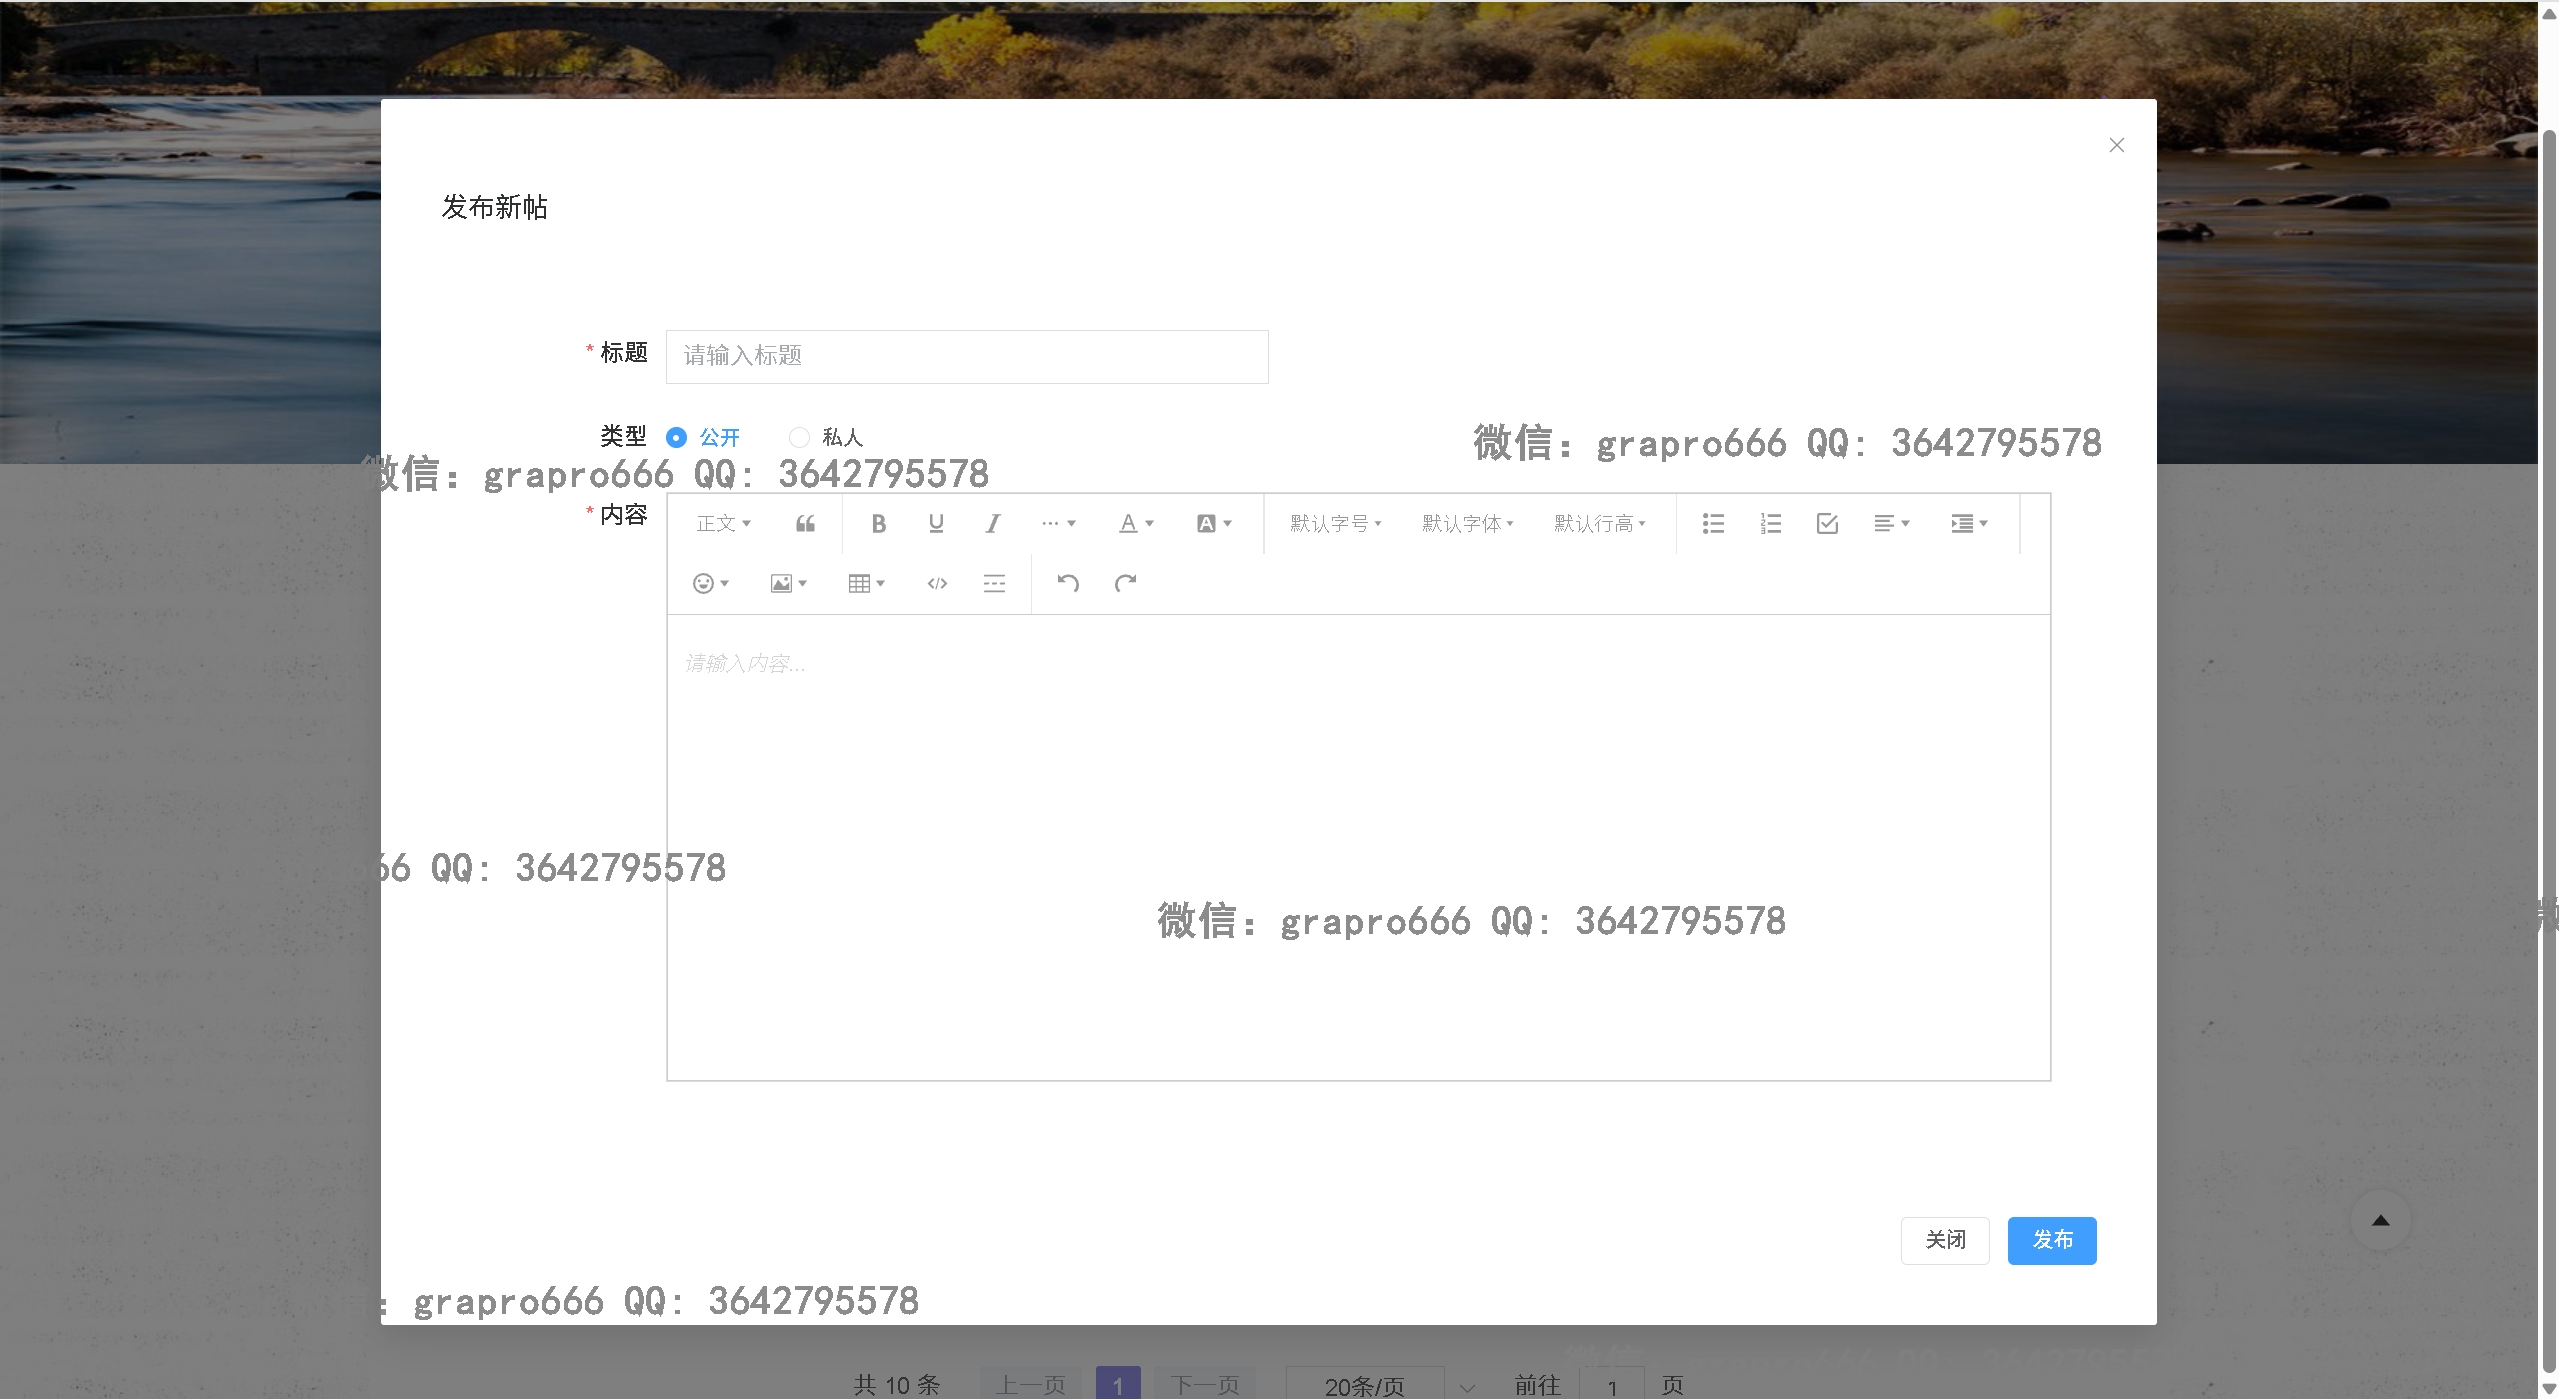 发布新帖
* 标题 请输入标题
类型 公开 私人
微信：grapro666 QQ：3642795578
微信：grapro666 QQ：3642795578
* 内容
正文 B U I A A 默认字号 默认字体 默认行高
请输入内容...
66 QQ：3642795578
微信：grapro666 QQ：3642795578
微
关闭 发布
：grapro666 QQ：3642795578
共 10 条 上一页 1 下一页 20条/页 前往 1 页